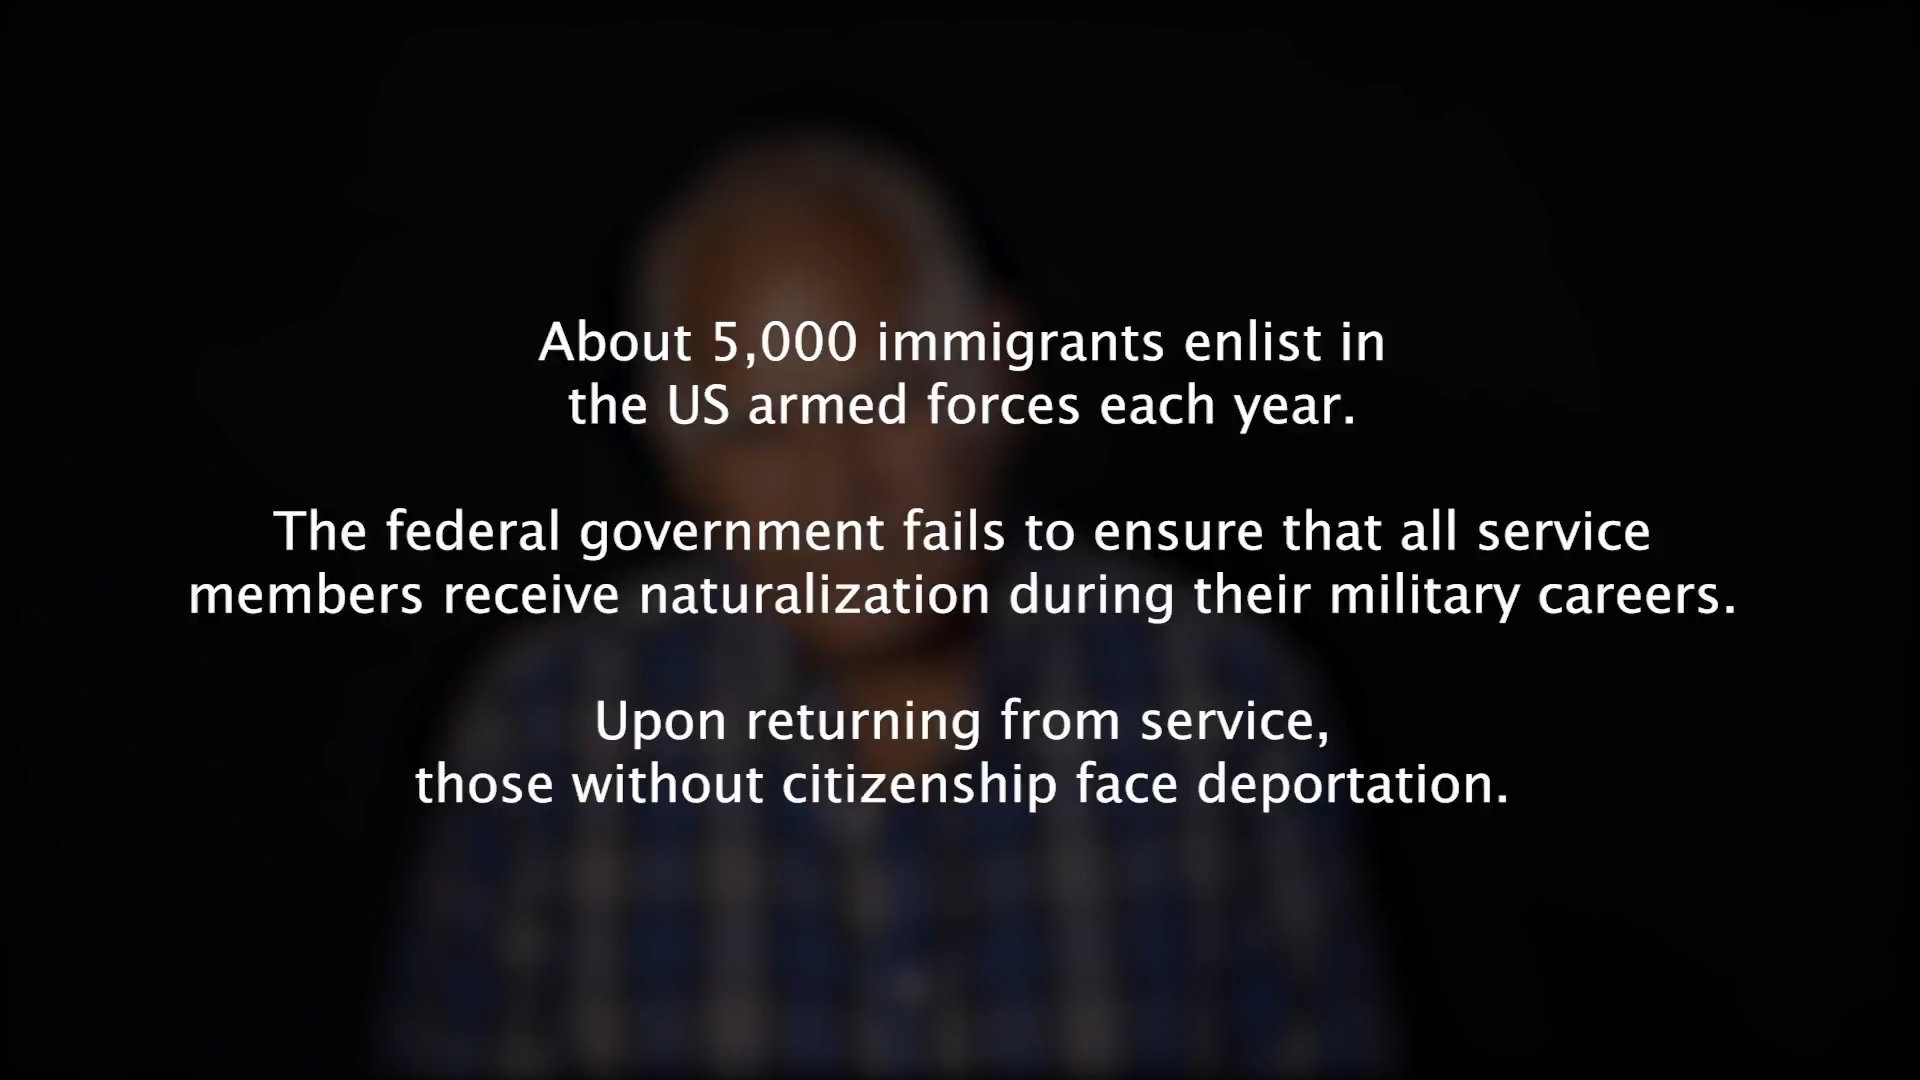 About 5,000 immigrants enlist in
the US armed forces each year.
The federal government fails to ensure that all service
members receive naturalization during their military careers.
Upon returning from service,
those without citizenship face deportation.